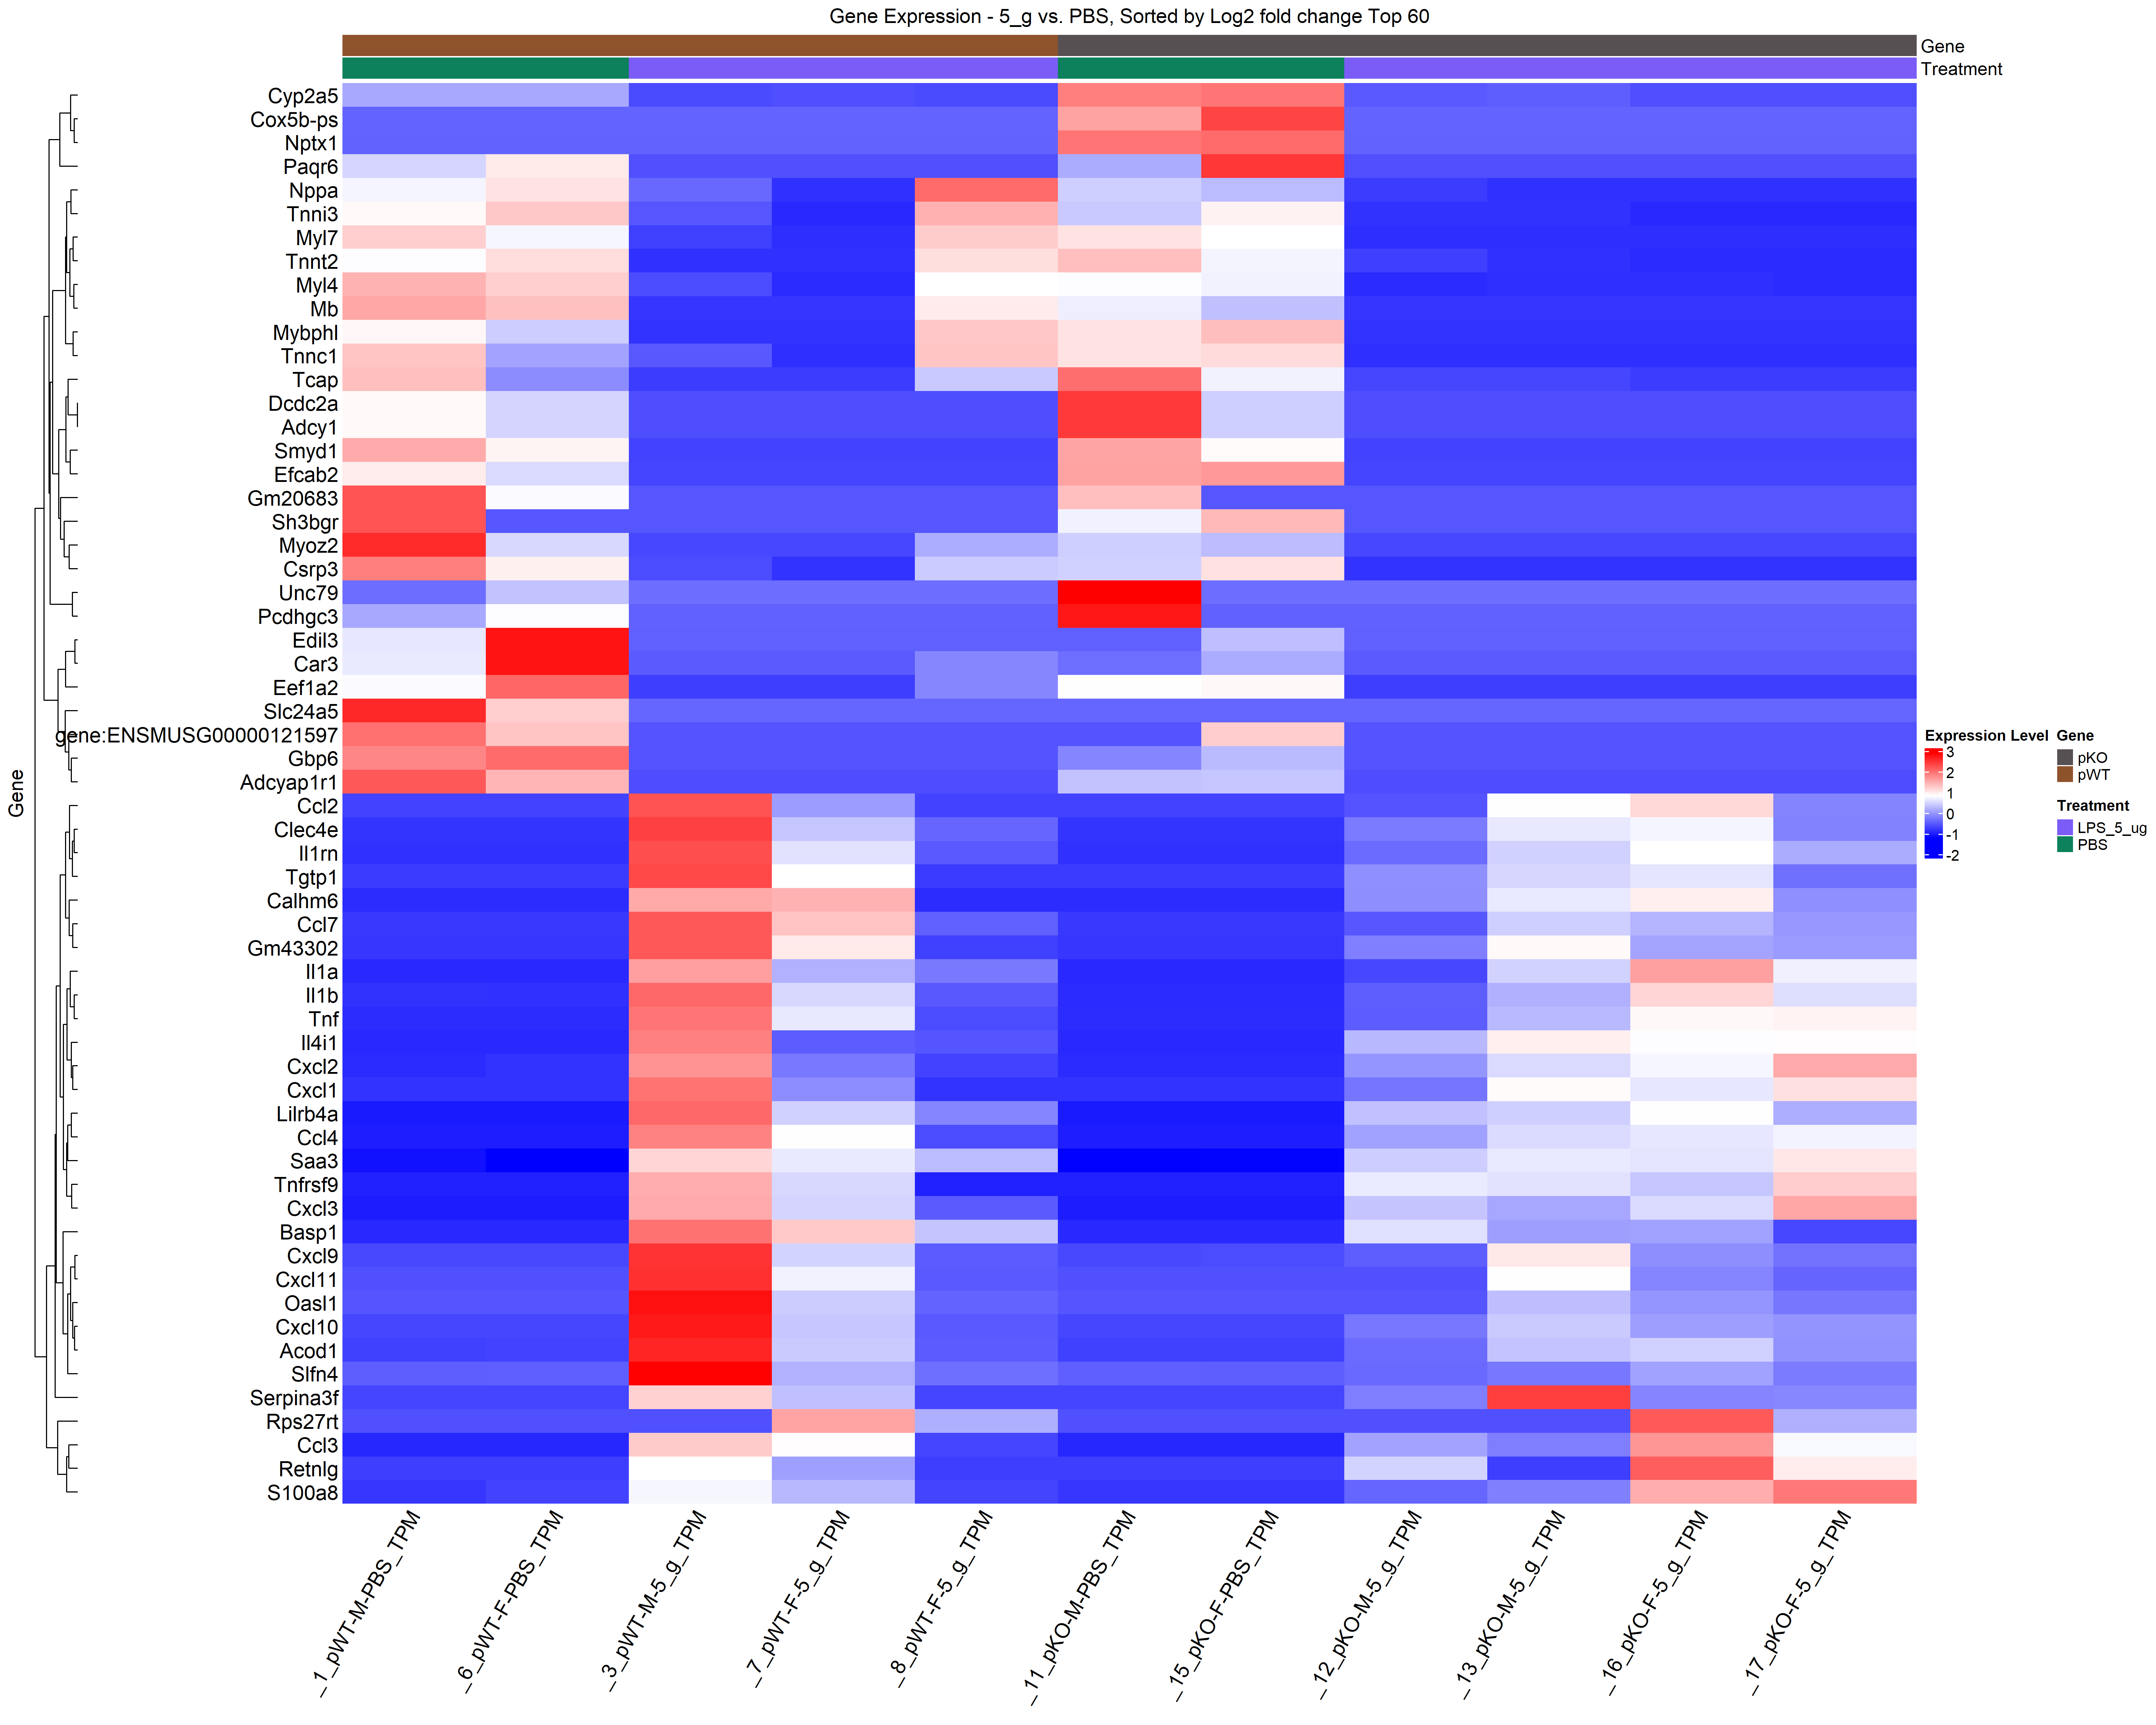 Gene Expression - 5_g vs. PBS, Sorted by Log2 fold change Top 60
Gene
Treatment
Cyp2a5
Cox5b-ps
Nptx1
Paqr6
Nppa
Tnni3
Myl7
Tnnt2
Myl4
Mb
Mybphl
Tnnc1
Tcap
Dcdc2a
Adcy1
Smyd1
Efcab2
Gm20683
Sh3bgr
Myoz2
Csrp3
Unc79
Pcdhgc3
Edil3
Car3
Eef1a2
Slc24a5
gene:ENSMUSG00000121597
Gbp6
Adcyap1r1
Ccl2
Clec4e
Il1rn
Tgtp1
Calhm6
Ccl7
Gm43302
Il1a
Il1b
Tnf
Il4i1
Cxcl2
Cxcl1
Lilrb4a
Ccl4
Saa3
Tnfrsf9
Cxcl3
Basp1
Cxcl9
Cxcl11
Oasl1
Cxcl10
Acod1
Slfn4
Serpina3f
Rps27rt
Ccl3
Retnlg
S100a8
Gene
_1_pWT-M-PBS_TPM
_6_pWT-F-PBS_TPM
_3_pWT-M-5_g_TPM
_7_pWT-F-5_g_TPM
_8_pWT-F-5_g_TPM
_11_pKO-M-PBS_TPM
_15_pKO-F-PBS_TPM
_12_pKO-M-5_g_TPM
_13_pKO-M-5_g_TPM
_16_pKO-F-5_g_TPM
_17_pKO-F-5_g_TPM
Expression Level
3
2
1
0
-1
-2
Gene
pKO
pWT
Treatment
LPS_5_ug
PBS